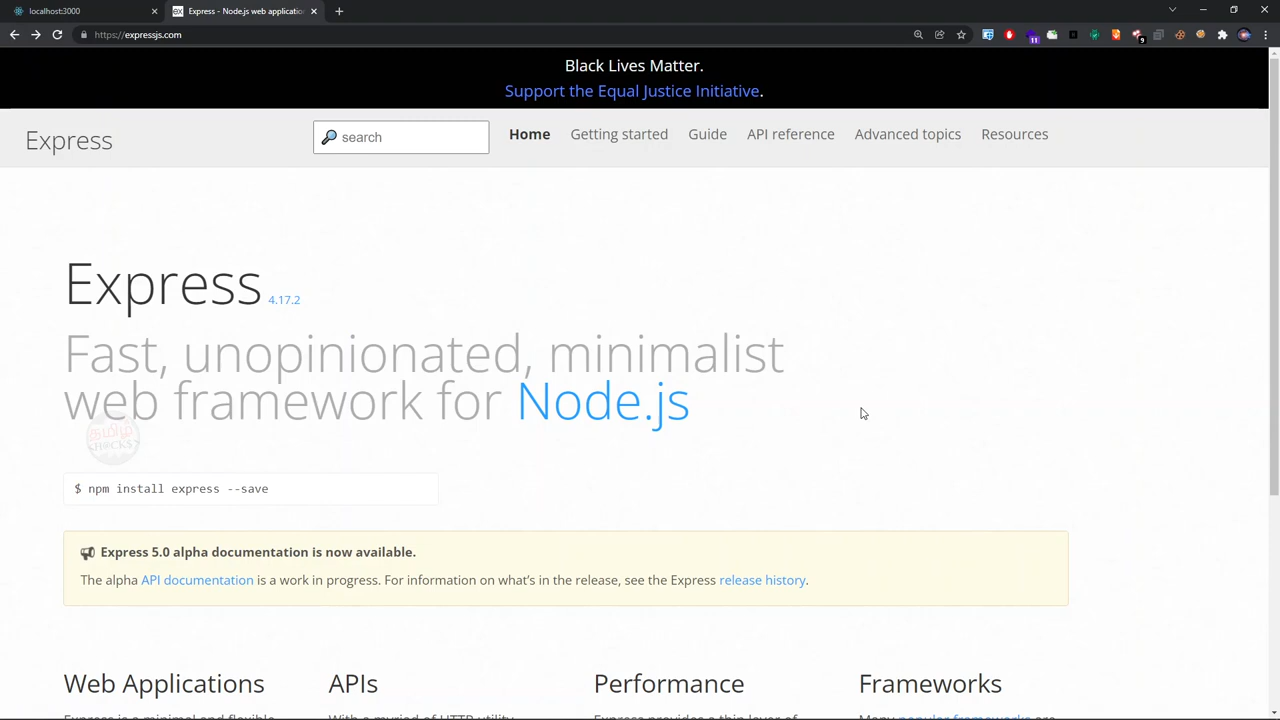 localhost:3000
Express - Node.js web application
https://expressjs.com
11
9
Black Lives Matter.
Support the Equal Justice Initiative.
Express
search
Home
Getting started
Guide
API reference
Advanced topics
Resources
Express 4.17.2
Fast, unopinionated, minimalist
web framework for Node.js
தமிழ்
$ npm install express --save
Express 5.0 alpha documentation is now available.
The alpha API documentation is a work in progress. For information on what's in the release, see the Express release history.
Web Applications
APIs
Performance
Frameworks